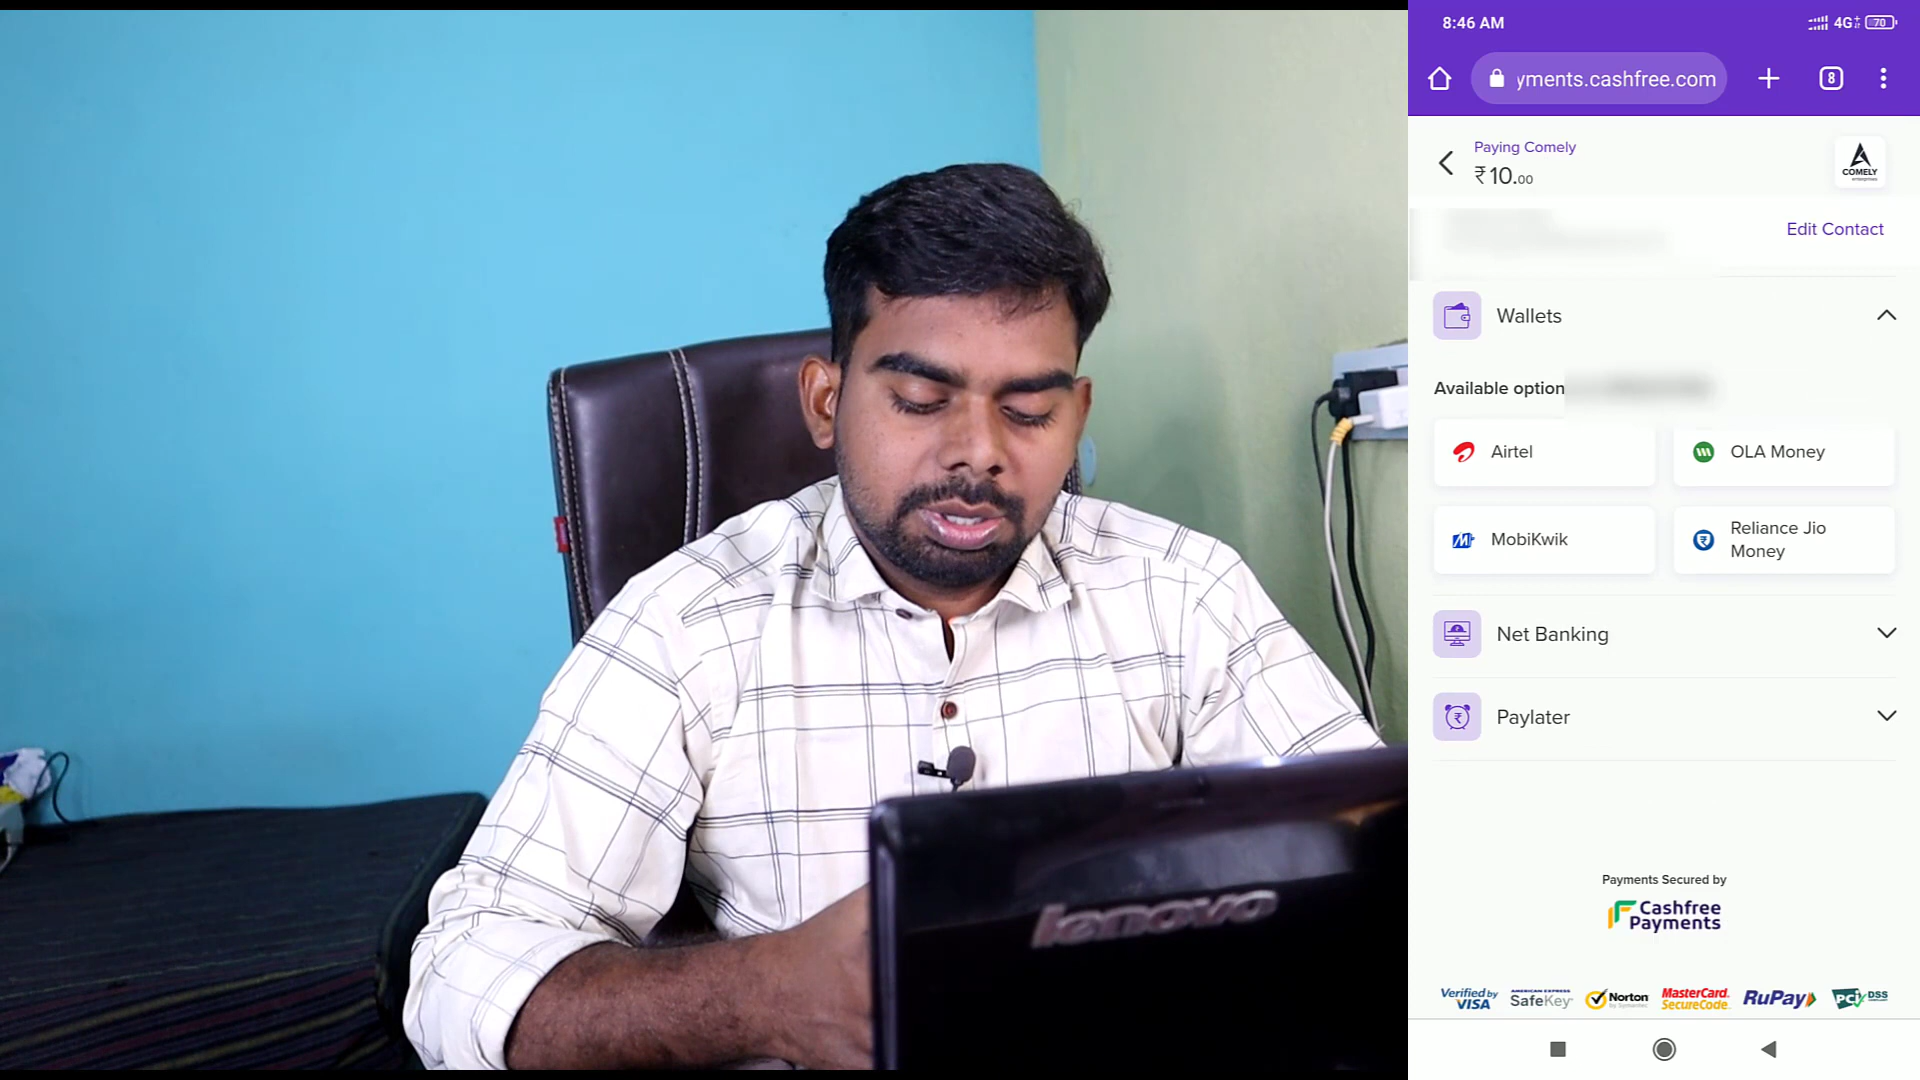 8:46 AM
4G+
70
yments.cashfree.com
8
Paying Comely
₹10.00
COMELY
Edit Contact
Wallets
Available option
Airtel
OLA Money
MobiKwik
Reliance Jio
Money
Net Banking
Paylater
lenovo
Payments Secured by
Cashfree
Payments
Verified by
VISA
AMERICAN EXPRESS
SafeKey
Norton
MasterCard.
SecureCode.
RuPay
PCI DSS